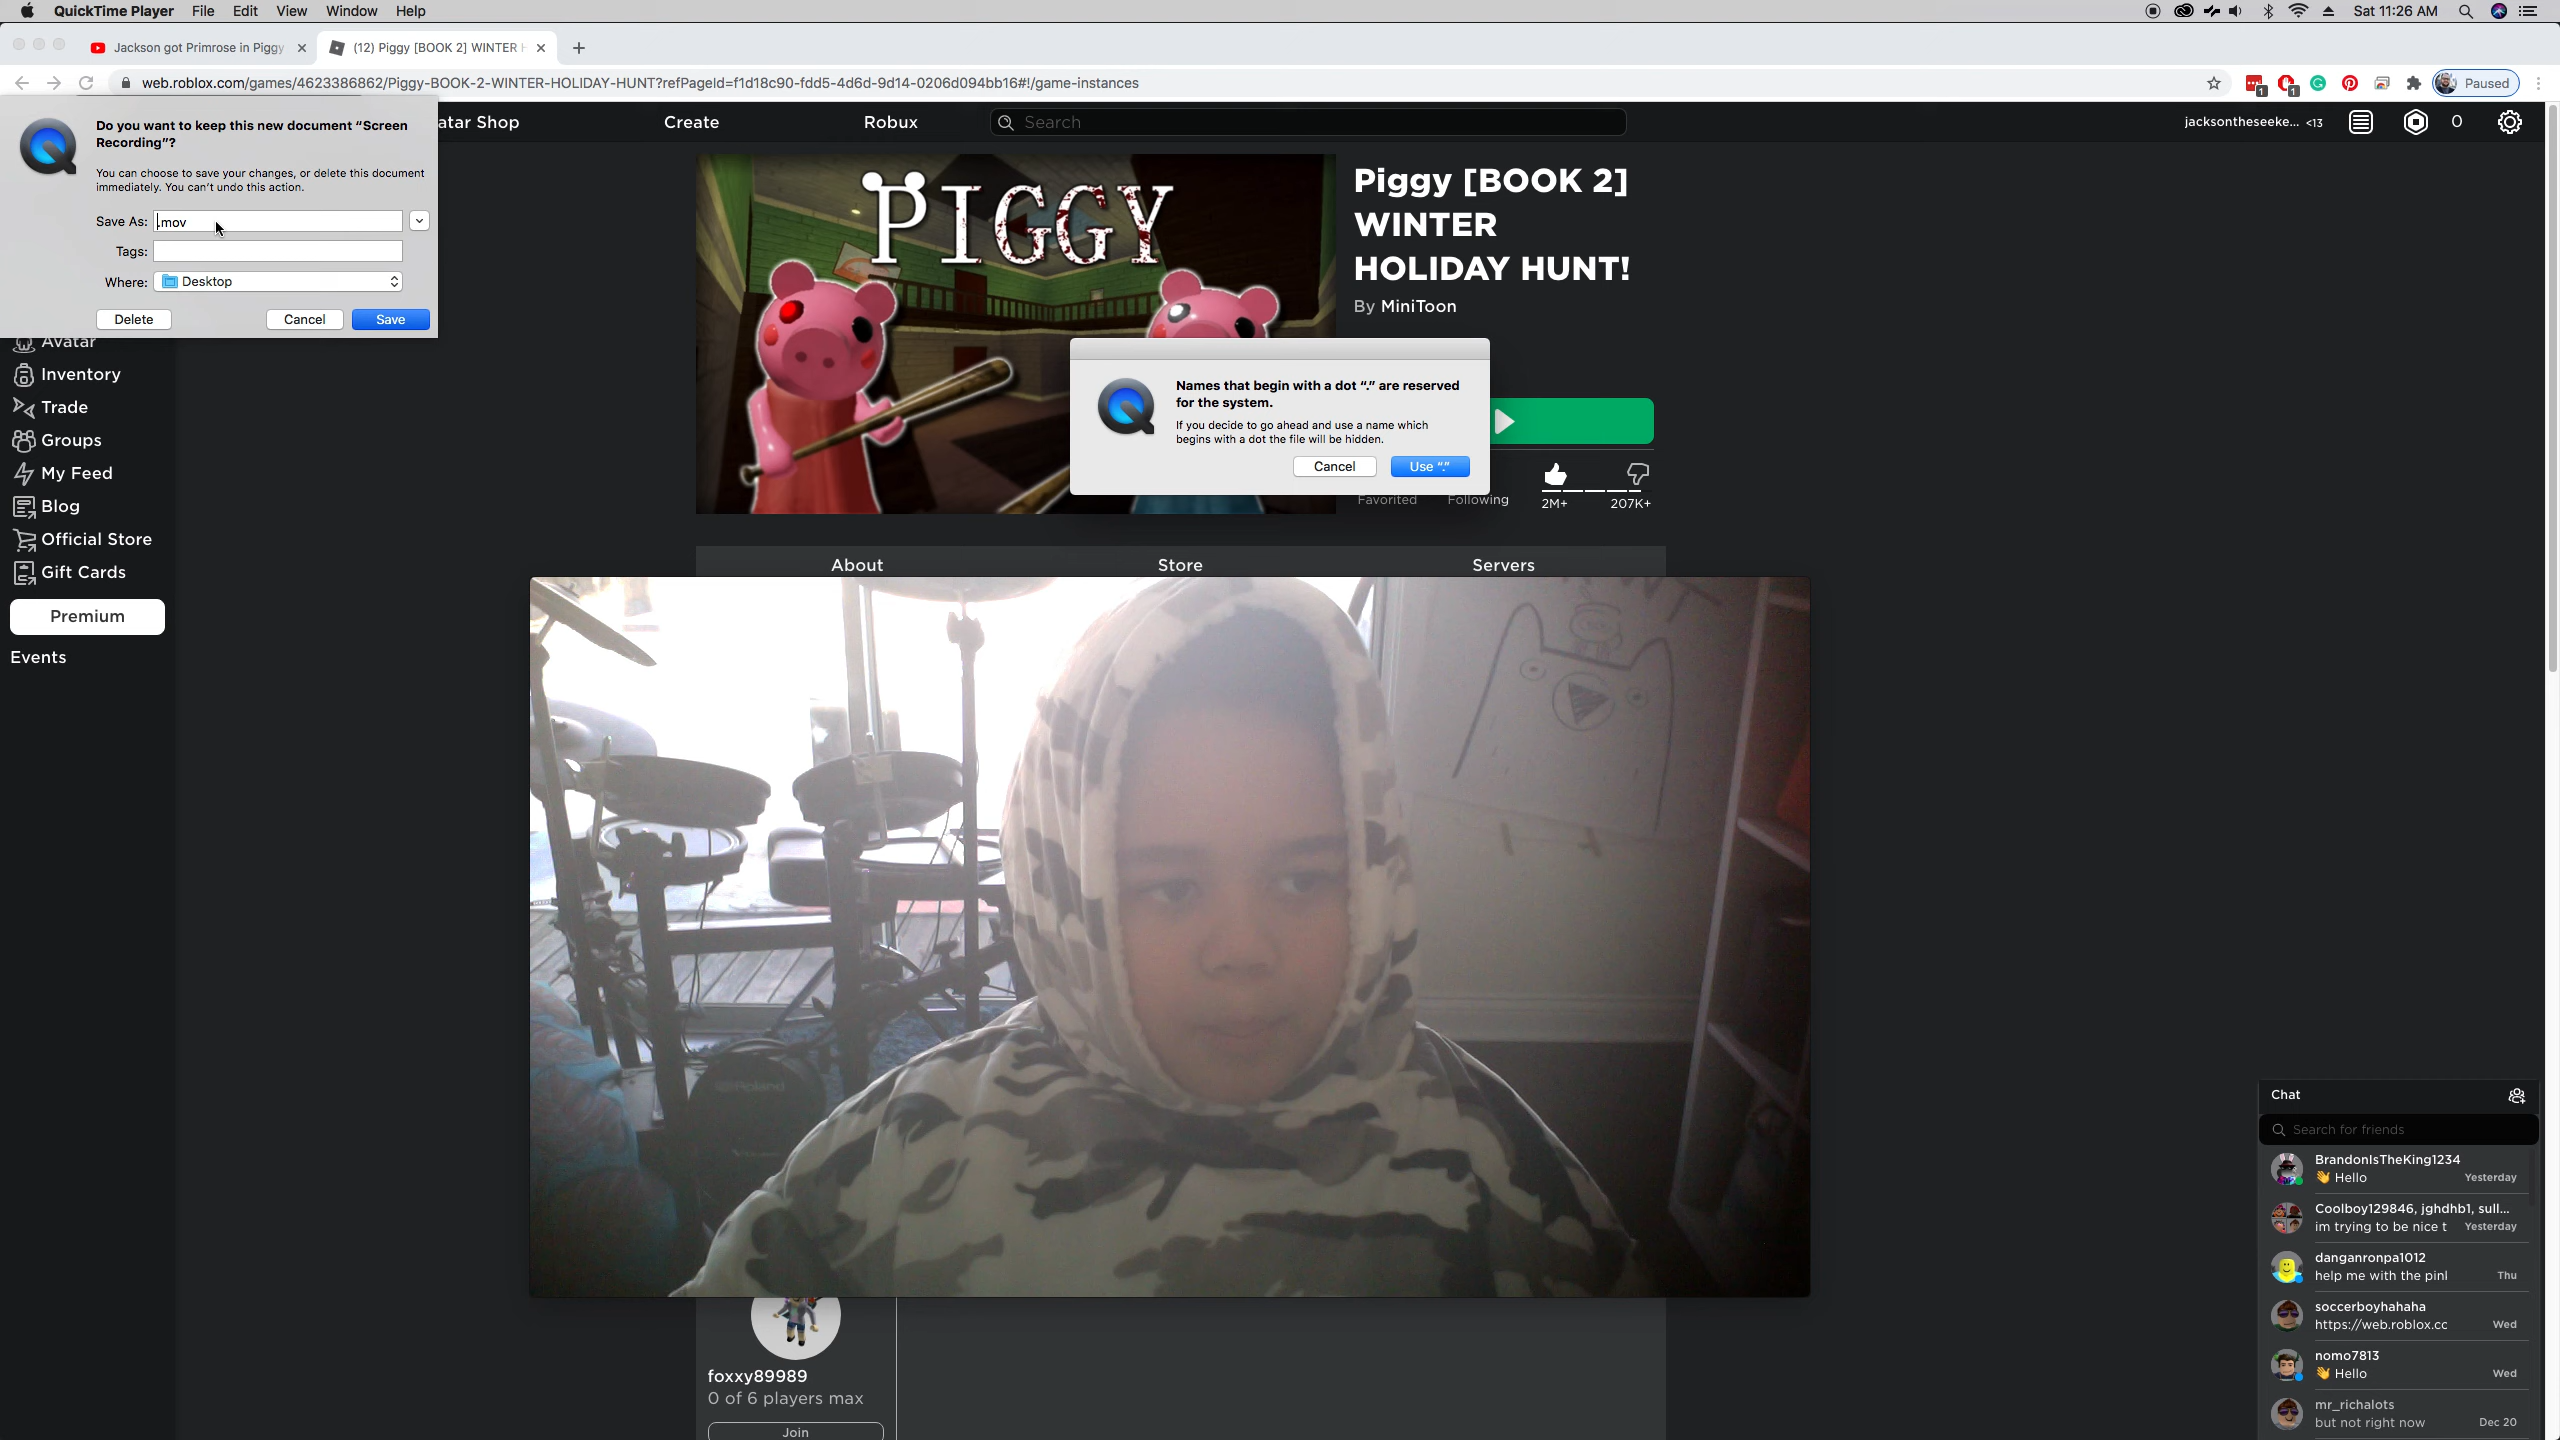 QuickTime Player File Edit View Window Help Sat 11:26 AM
Jackson got Primrose in Piggy
(12) Piggy [BOOK 2] WINTER H
web.roblox.com/games/4623386862/Piggy-BOOK-2-WINTER-HOLIDAY-HUNT?refPageId=f1d18c90-fdd5-4d6d-9d14-0206d094bb16#!/game-instances
1
1
Paused
Do you want to keep this new document “Screen
Recording”?
You can choose to save your changes, or delete this document
immediately. You can’t undo this action.
Save As: .mov
Tags:
Where: Desktop
Delete Cancel Save
atar Shop Create Robux Search
jacksontheseeke... <13
0
PIGGY
Piggy [BOOK 2]
WINTER
HOLIDAY HUNT!
By MiniToon
Names that begin with a dot “.” are reserved
for the system.
If you decide to go ahead and use a name which
begins with a dot the file will be hidden.
Cancel Use “.”
Favorited Following 2M+ 207K+
Avatar
Inventory
Trade
Groups
My Feed
Blog
Official Store
Gift Cards
Premium
Events
About Store Servers
Roland
foxxy89989
0 of 6 players max
Join
Chat
Search for friends
BrandonIsTheKing1234
👋 Hello Yesterday
Coolboy129846, jghdhb1, sull...
im trying to be nice t Yesterday
danganronpa1012
help me with the pinl Thu
soccerboyhahaha
https://web.roblox.cc Wed
nomo7813
👋 Hello Wed
mr_richalots
but not right now Dec 20